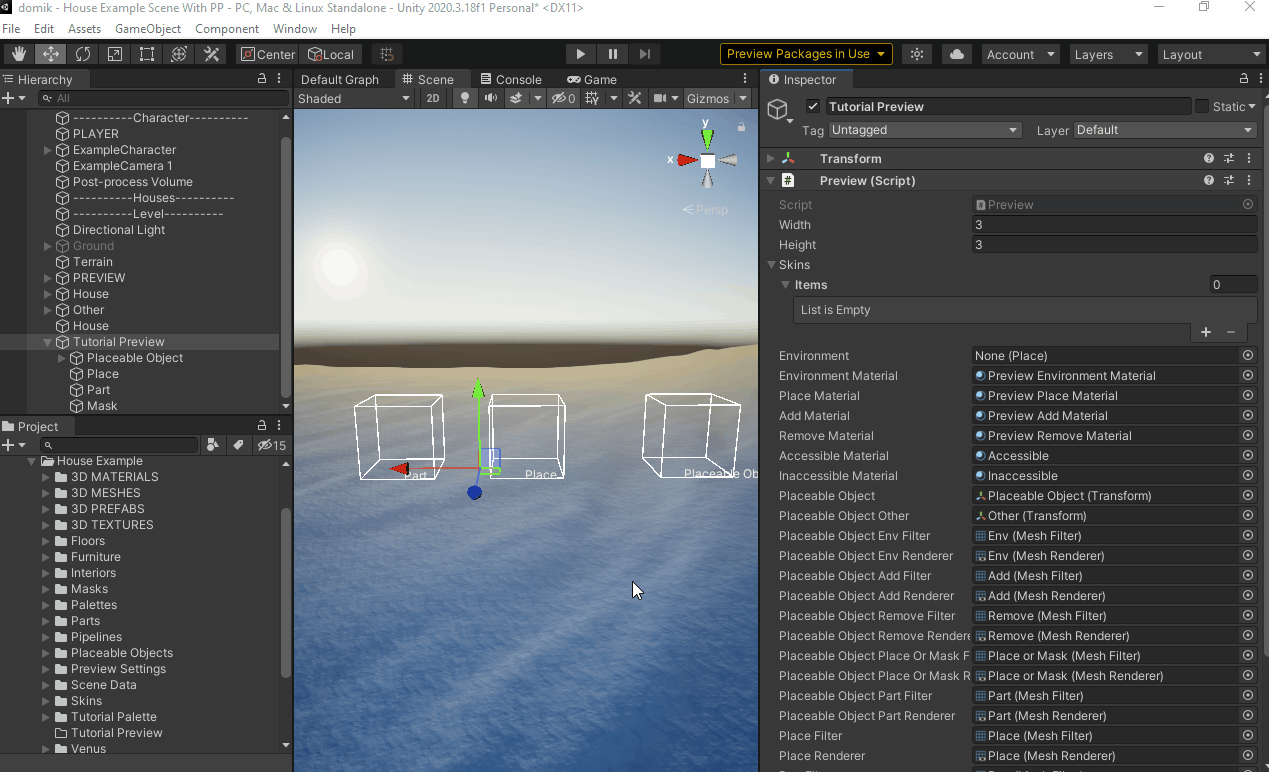 domik - House Example Scene With PP - PC, Mac & Linux Standalone - Unity 2020.3.18f1 Personal* <DX11>
File Edit Assets GameObject Component Window Help
Center Local Preview Packages in Use Account Layers Layout
Hierarchy
All
----------Character----------
PLAYER
ExampleCharacter
ExampleCamera 1
Post-process Volume
----------Houses----------
----------Level----------
Directional Light
Ground
Terrain
PREVIEW
House
Other
House
Tutorial Preview
Placeable Object
Place
Part
Mask
Project
15
House Example
3D MATERIALS
3D MESHES
3D PREFABS
3D TEXTURES
Floors
Furniture
Interiors
Masks
Palettes
Parts
Pipelines
Placeable Objects
Preview Settings
Scene Data
Skins
Tutorial Palette
Tutorial Preview
Venus
Default Graph Scene Console Game
Shaded 2D 0 Gizmos
y
x
Persp
Part Place Placeable Ob
Inspector
Tutorial Preview Static
Tag Untagged Layer Default
Transform
# Preview (Script)
Script Preview
Width 3
Height 3
Skins
Items 0
List is Empty
+ -
Environment None (Place)
Environment Material Preview Environment Material
Place Material Preview Place Material
Add Material Preview Add Material
Remove Material Preview Remove Material
Accessible Material Accessible
Inaccessible Material Inaccessible
Placeable Object Placeable Object (Transform)
Placeable Object Other Other (Transform)
Placeable Object Env Filter Env (Mesh Filter)
Placeable Object Env Renderer Env (Mesh Renderer)
Placeable Object Add Filter Add (Mesh Filter)
Placeable Object Add Renderer Add (Mesh Renderer)
Placeable Object Remove Filter Remove (Mesh Filter)
Placeable Object Remove Rendere Remove (Mesh Renderer)
Placeable Object Place Or Mask F Place or Mask (Mesh Filter)
Placeable Object Place Or Mask R Place or Mask (Mesh Renderer)
Placeable Object Part Filter Part (Mesh Filter)
Placeable Object Part Renderer Part (Mesh Renderer)
Place Filter Place (Mesh Filter)
Place Renderer Place (Mesh Renderer)